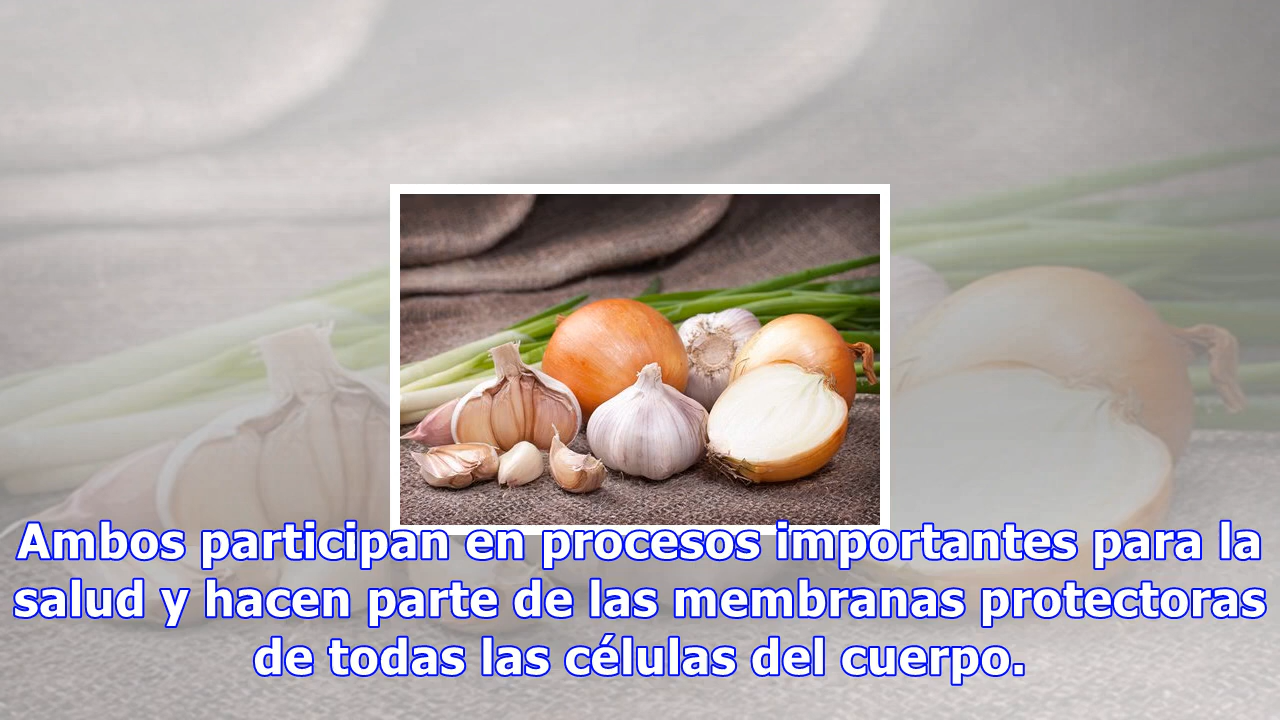 Ambos participan en procesos importantes para la
salud y hacen parte de las membranas protectoras
de todas las células del cuerpo.